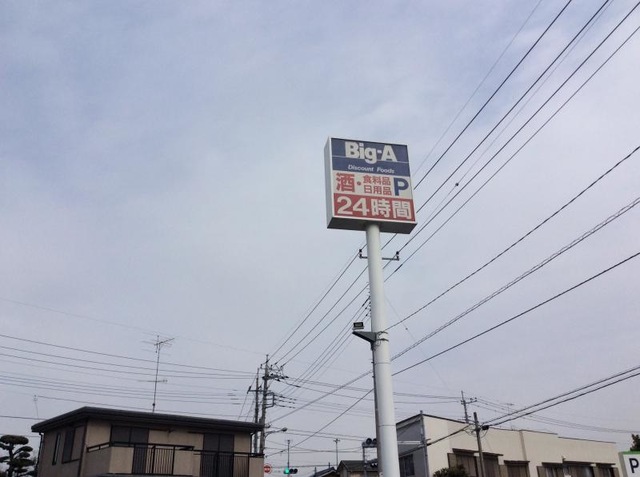 Big-A
Discount Foods
酒・食料品
日用品
P
24時間
P